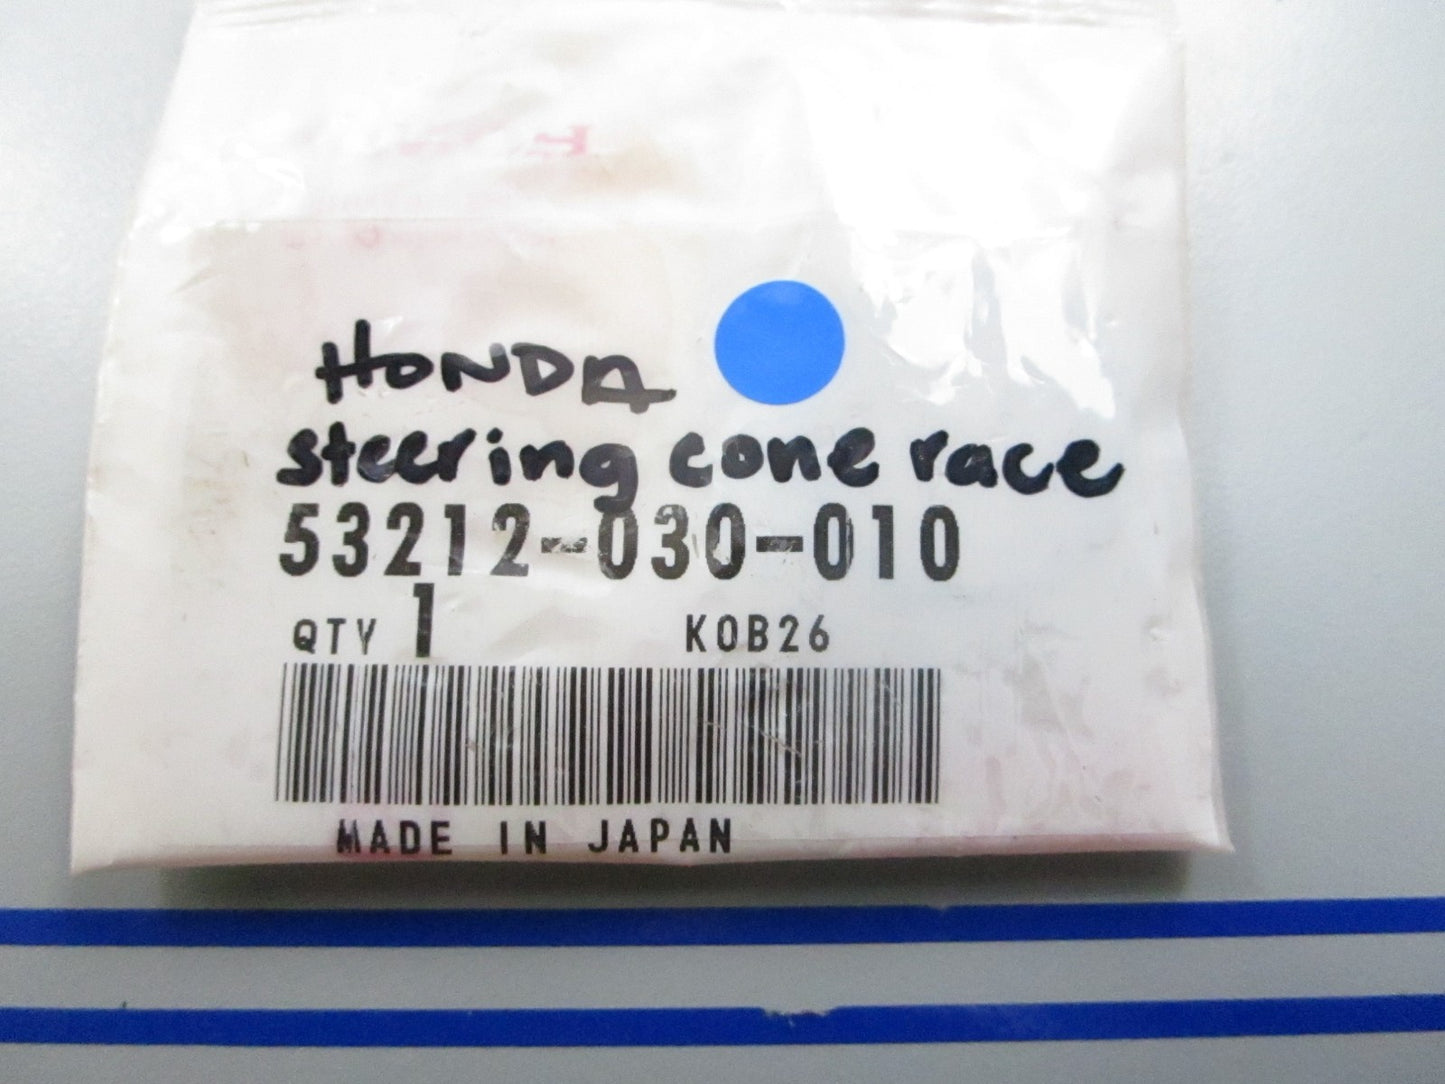 HONDA
steering cone race
53212-030-010
QTY 1 K0B26
MADE IN JAPAN